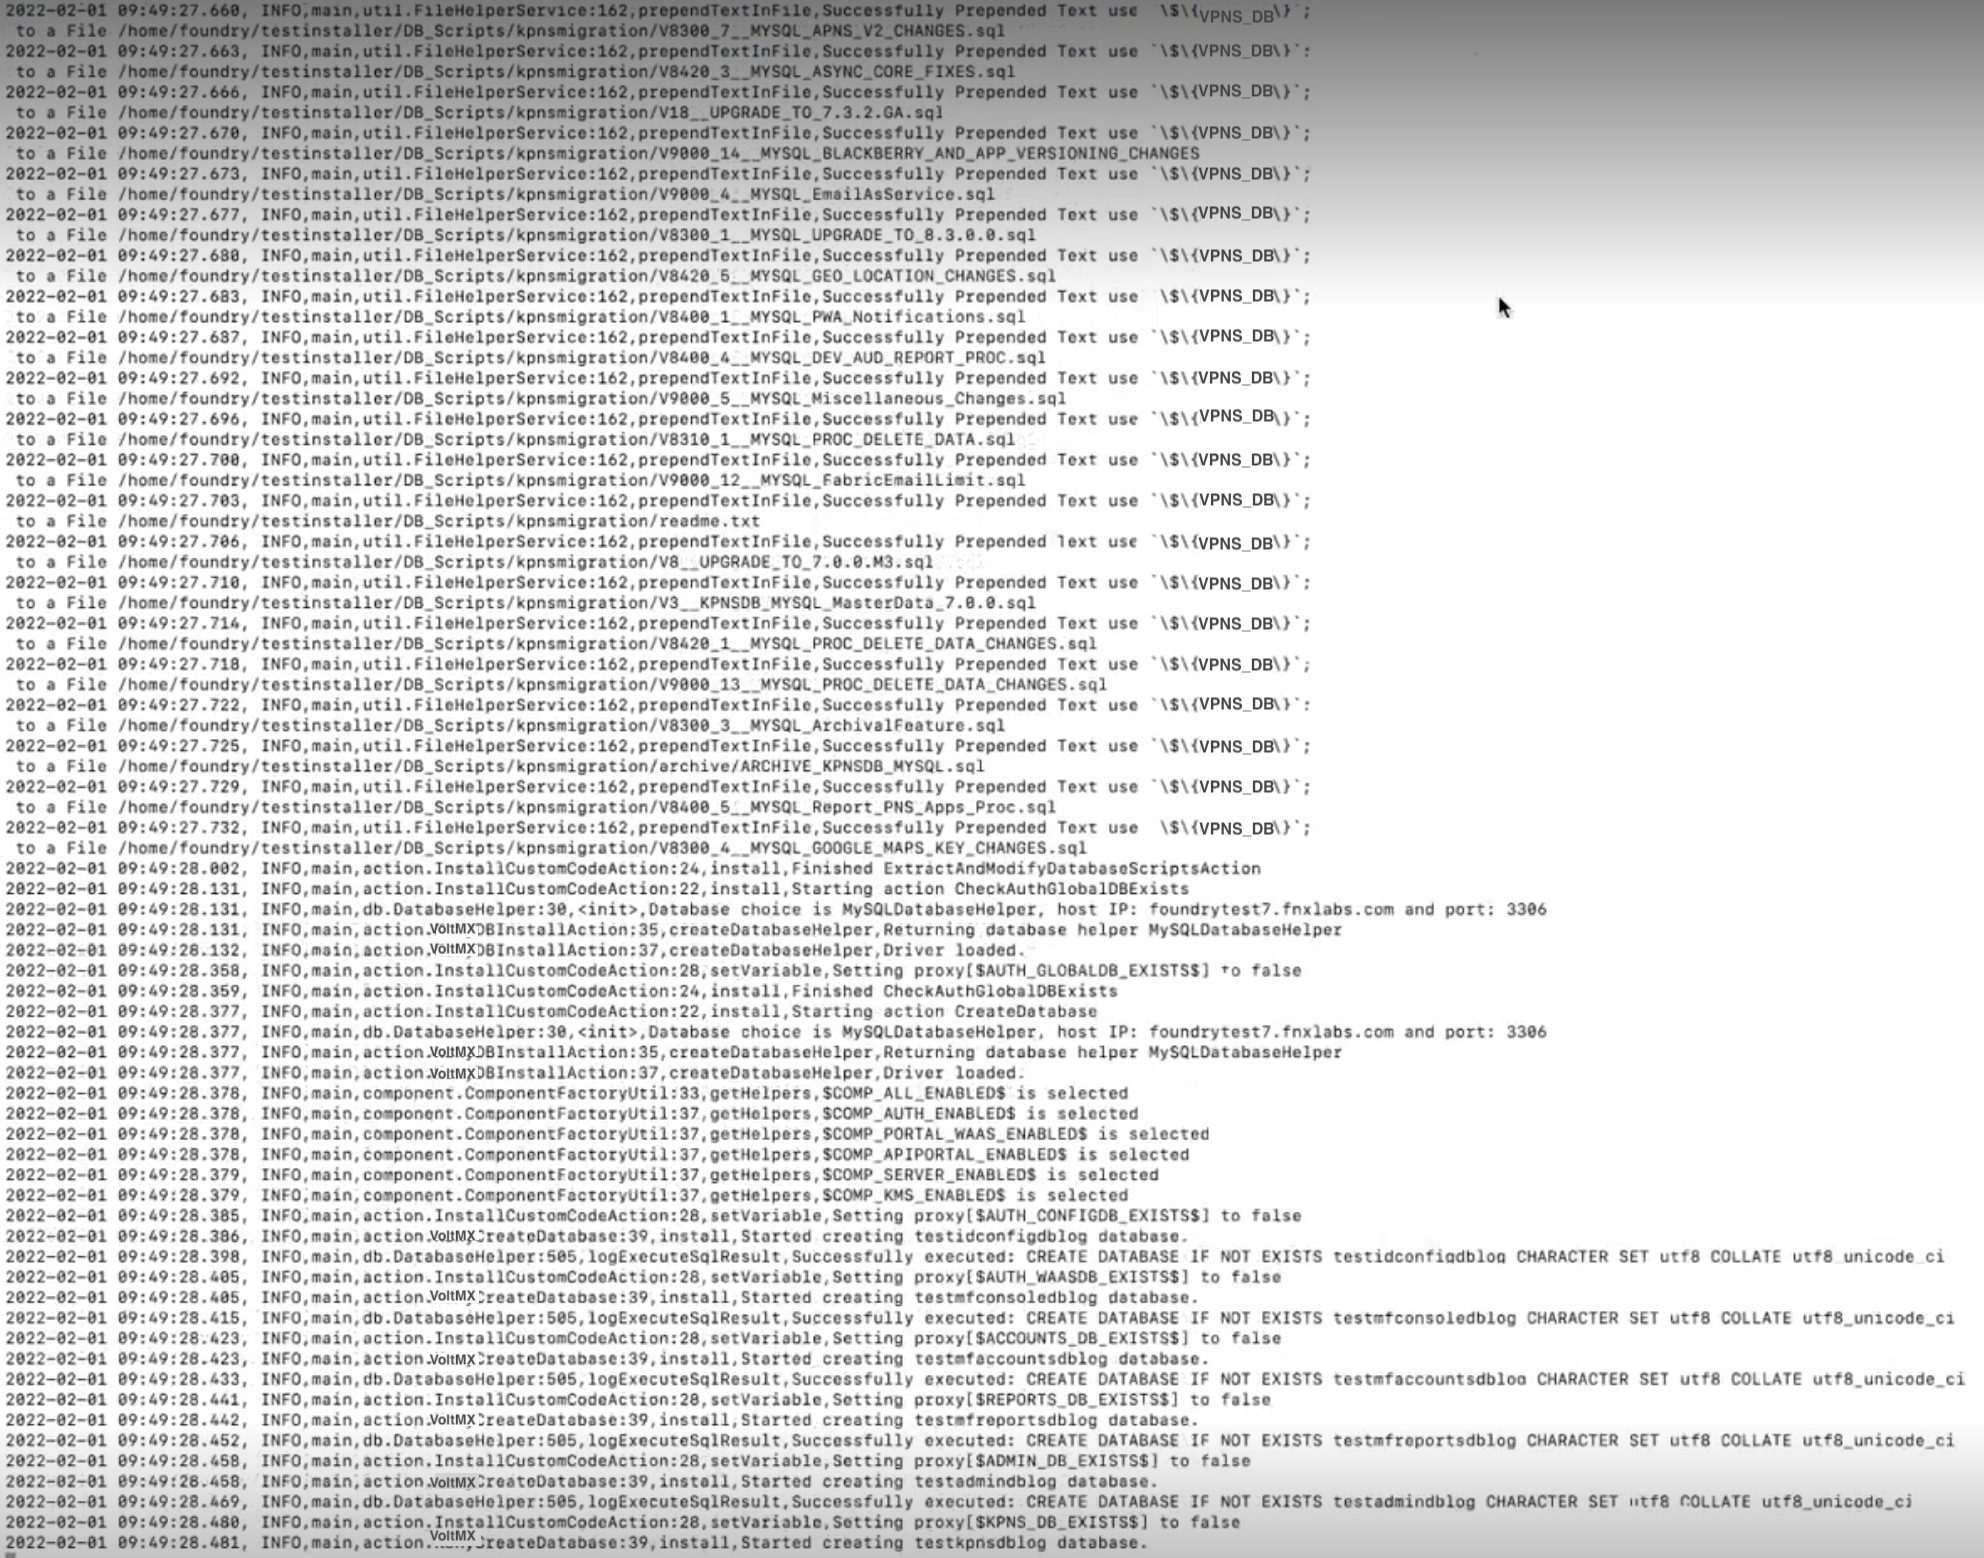 2022-02-01 09:49:27.660, INFO,main,util.FileHelperService:162,prependTextInFile,Successfully Prepended Text use `\$\{VPNS_DB\}`;
 to a File /home/foundry/testinstaller/DB_Scripts/kpnsmigration/V8300_7__MYSQL_APNS_V2_CHANGES.sql
2022-02-01 09:49:27.663, INFO,main,util.FileHelperService:162,prependTextInFile,Successfully Prepended Text use `\$\{VPNS_DB\}`:
 to a File /home/foundry/testinstaller/DB_Scripts/kpnsmigration/V8420_3__MYSQL_ASYNC_CORE_FIXES.sql
2022-02-01 09:49:27.666, INFO,main,util.FileHelperService:162,prependTextInFile,Successfully Prepended Text use `\$\{VPNS_DB\}`;
 to a File /home/foundry/testinstaller/DB_Scripts/kpnsmigration/V18__UPGRADE_TO_7.3.2.GA.sql
2022-02-01 09:49:27.670, INFO,main,util.FileHelperService:162,prependTextInFile,Successfully Prepended Text use `\$\{VPNS_DB\}`;
 to a File /home/foundry/testinstaller/DB_Scripts/kpnsmigration/V9000_14__MYSQL_BLACKBERRY_AND_APP_VERSIONING_CHANGES
2022-02-01 09:49:27.673, INFO,main,util.FileHelperService:162,prependTextInFile,Successfully Prepended Text use `\$\{VPNS_DB\}`;
 to a File /home/foundry/testinstaller/DB_Scripts/kpnsmigration/V9000_4__MYSQL_EmailAsService.sql
2022-02-01 09:49:27.677, INFO,main,util.FileHelperService:162,prependTextInFile,Successfully Prepended Text use `\$\{VPNS_DB\}`;
 to a File /home/foundry/testinstaller/DB_Scripts/kpnsmigration/V8300_1__MYSQL_UPGRADE_TO_8.3.0.0.sql
2022-02-01 09:49:27.680, INFO,main,util.FileHelperService:162,prependTextInFile,Successfully Prepended Text use `\$\{VPNS_DB\}`;
 to a File /home/foundry/testinstaller/DB_Scripts/kpnsmigration/V8420_5__MYSQL_GEO_LOCATION_CHANGES.sql
2022-02-01 09:49:27.683, INFO,main,util.FileHelperService:162,prependTextInFile,Successfully Prepended Text use `\$\{VPNS_DB\}`;
 to a File /home/foundry/testinstaller/DB_Scripts/kpnsmigration/V8400_1__MYSQL_PWA_Notifications.sql
2022-02-01 09:49:27.687, INFO,main,util.FileHelperService:162,prependTextInFile,Successfully Prepended Text use `\$\{VPNS_DB\}`;
 to a File /home/foundry/testinstaller/DB_Scripts/kpnsmigration/V8400_4__MYSQL_DEV_AUD_REPORT_PROC.sql
2022-02-01 09:49:27.692, INFO,main,util.FileHelperService:162,prependTextInFile,Successfully Prepended Text use `\$\{VPNS_DB\}`;
 to a File /home/foundry/testinstaller/DB_Scripts/kpnsmigration/V9000_5__MYSQL_Miscellaneous_Changes.sql
2022-02-01 09:49:27.696, INFO,main,util.FileHelperService:162,prependTextInFile,Successfully Prepended Text use `\$\{VPNS_DB\}`;
 to a File /home/foundry/testinstaller/DB_Scripts/kpnsmigration/V8310_1__MYSQL_PROC_DELETE_DATA.sql
2022-02-01 09:49:27.700, INFO,main,util.FileHelperService:162,prependTextInFile,Successfully Prepended Text use `\$\{VPNS_DB\}`;
 to a File /home/foundry/testinstaller/DB_Scripts/kpnsmigration/V9000_12__MYSQL_FabricEmailLimit.sql
2022-02-01 09:49:27.703, INFO,main,util.FileHelperService:162,prependTextInFile,Successfully Prepended Text use `\$\{VPNS_DB\}`;
 to a File /home/foundry/testinstaller/DB_Scripts/kpnsmigration/readme.txt
2022-02-01 09:49:27.706, INFO,main,util.FileHelperService:162,prependTextInFile,Successfully Prepended Text use `\$\{VPNS_DB\}`;
 to a File /home/foundry/testinstaller/DB_Scripts/kpnsmigration/V8__UPGRADE_TO_7.0.0.M3.sql
2022-02-01 09:49:27.710, INFO,main,util.FileHelperService:162,prependTextInFile,Successfully Prepended Text use `\$\{VPNS_DB\}`;
 to a File /home/foundry/testinstaller/DB_Scripts/kpnsmigration/V3__KPNSDB_MYSQL_MasterData_7.0.0.sql
2022-02-01 09:49:27.714, INFO,main,util.FileHelperService:162,prependTextInFile,Successfully Prepended Text use `\$\{VPNS_DB\}`;
 to a File /home/foundry/testinstaller/DB_Scripts/kpnsmigration/V8420_1__MYSQL_PROC_DELETE_DATA_CHANGES.sql
2022-02-01 09:49:27.718, INFO,main,util.FileHelperService:162,prependTextInFile,Successfully Prepended Text use `\$\{VPNS_DB\}`;
 to a File /home/foundry/testinstaller/DB_Scripts/kpnsmigration/V9000_13__MYSQL_PROC_DELETE_DATA_CHANGES.sql
2022-02-01 09:49:27.722, INFO,main,util.FileHelperService:162,prependTextInFile,Successfully Prepended Text use `\$\{VPNS_DB\}`:
 to a File /home/foundry/testinstaller/DB_Scripts/kpnsmigration/V8300_3__MYSQL_ArchivalFeature.sql
2022-02-01 09:49:27.725, INFO,main,util.FileHelperService:162,prependTextInFile,Successfully Prepended Text use `\$\{VPNS_DB\}`;
 to a File /home/foundry/testinstaller/DB_Scripts/kpnsmigration/archive/ARCHIVE_KPNSDB_MYSQL.sql
2022-02-01 09:49:27.729, INFO,main,util.FileHelperService:162,prependTextInFile,Successfully Prepended Text use `\$\{VPNS_DB\}`;
 to a File /home/foundry/testinstaller/DB_Scripts/kpnsmigration/V8400_5__MYSQL_Report_PNS_Apps_Proc.sql
2022-02-01 09:49:27.732, INFO,main,util.FileHelperService:162,prependTextInFile,Successfully Prepended Text use  \$\{VPNS_DB\}`;
 to a File /home/foundry/testinstaller/DB_Scripts/kpnsmigration/V8300_4__MYSQL_GOOGLE_MAPS_KEY_CHANGES.sql
2022-02-01 09:49:28.002, INFO,main,action.InstallCustomCodeAction:24,install,Finished ExtractAndModifyDatabaseScriptsAction
2022-02-01 09:49:28.131, INFO,main,action.InstallCustomCodeAction:22,install,Starting action CheckAuthGlobalDBExists
2022-02-01 09:49:28.131, INFO,main,db.DatabaseHelper:30,<init>,Database choice is MySQLDatabaseHelper, host IP: foundrytest7.fnxlabs.com and port: 3306
2022-02-01 09:49:28.131, INFO,main,action.VoltMXDBInstallAction:35,createDatabaseHelper,Returning database helper MySQLDatabaseHelper
2022-02-01 09:49:28.132, INFO,main,action.VoltMXDBInstallAction:37,createDatabaseHelper,Driver loaded.
2022-02-01 09:49:28.358, INFO,main,action.InstallCustomCodeAction:28,setVariable,Setting proxy[$AUTH_GLOBALDB_EXISTS$] to false
2022-02-01 09:49:28.359, INFO,main,action.InstallCustomCodeAction:24,install,Finished CheckAuthGlobalDBExists
2022-02-01 09:49:28.377, INFO,main,action.InstallCustomCodeAction:22,install,Starting action CreateDatabase
2022-02-01 09:49:28.377, INFO,main,db.DatabaseHelper:30,<init>,Database choice is MySQLDatabaseHelper, host IP: foundrytest7.fnxlabs.com and port: 3306
2022-02-01 09:49:28.377, INFO,main,action.VoltMXDBInstallAction:35,createDatabaseHelper,Returning database helper MySQLDatabaseHelper
2022-02-01 09:49:28.377, INFO,main,action.VoltMXDBInstallAction:37,createDatabaseHelper,Driver loaded.
2022-02-01 09:49:28.378, INFO,main,component.ComponentFactoryUtil:33,getHelpers,$COMP_ALL_ENABLED$ is selected
2022-02-01 09:49:28.378, INFO,main,component.ComponentFactoryUtil:37,getHelpers,$COMP_AUTH_ENABLED$ is selected
2022-02-01 09:49:28.378, INFO,main,component.ComponentFactoryUtil:37,getHelpers,$COMP_PORTAL_WAAS_ENABLED$ is selected
2022-02-01 09:49:28.378, INFO,main,component.ComponentFactoryUtil:37,getHelpers,$COMP_APIPORTAL_ENABLED$ is selected
2022-02-01 09:49:28.379, INFO,main,component.ComponentFactoryUtil:37,getHelpers,$COMP_SERVER_ENABLED$ is selected
2022-02-01 09:49:28.379, INFO,main,component.ComponentFactoryUtil:37,getHelpers,$COMP_KMS_ENABLED$ is selected
2022-02-01 09:49:28.385, INFO,main,action.InstallCustomCodeAction:28,setVariable,Setting proxy[$AUTH_CONFIGDB_EXISTS$] to false
2022-02-01 09:49:28.386, INFO,main,action.VoltMXCreateDatabase:39,install,Started creating testidconfigdblog database.
2022-02-01 09:49:28.398, INFO,main,db.DatabaseHelper:505,logExecuteSqlResult,Successfully executed: CREATE DATABASE IF NOT EXISTS testidconfigdblog CHARACTER SET utf8 COLLATE utf8_unicode_ci
2022-02-01 09:49:28.405, INFO,main,action.InstallCustomCodeAction:28,setVariable,Setting proxy[$AUTH_WAASDB_EXISTS$] to false
2022-02-01 09:49:28.405, INFO,main,action.VoltMXCreateDatabase:39,install,Started creating testmfconsoledblog database.
2022-02-01 09:49:28.415, INFO,main,db.DatabaseHelper:505,logExecuteSqlResult,Successfully executed: CREATE DATABASE IF NOT EXISTS testmfconsoledblog CHARACTER SET utf8 COLLATE utf8_unicode_ci
2022-02-01 09:49:28.423, INFO,main,action.InstallCustomCodeAction:28,setVariable,Setting proxy[$ACCOUNTS_DB_EXISTS$] to false
2022-02-01 09:49:28.423, INFO,main,action.VoltMXCreateDatabase:39,install,Started creating testmfaccountsdblog database.
2022-02-01 09:49:28.433, INFO,main,db.DatabaseHelper:505,logExecuteSqlResult,Successfully executed: CREATE DATABASE IF NOT EXISTS testmfaccountsdblog CHARACTER SET utf8 COLLATE utf8_unicode_ci
2022-02-01 09:49:28.441, INFO,main,action.InstallCustomCodeAction:28,setVariable,Setting proxy[$REPORTS_DB_EXISTS$] to false
2022-02-01 09:49:28.442, INFO,main,action.VoltMXCreateDatabase:39,install,Started creating testmfreportsdblog database.
2022-02-01 09:49:28.452, INFO,main,db.DatabaseHelper:505,logExecuteSqlResult,Successfully executed: CREATE DATABASE IF NOT EXISTS testmfreportsdblog CHARACTER SET utf8 COLLATE utf8_unicode_ci
2022-02-01 09:49:28.458, INFO,main,action.InstallCustomCodeAction:28,setVariable,Setting proxy[$ADMIN_DB_EXISTS$] to false
2022-02-01 09:49:28.458, INFO,main,action.VoltMXCreateDatabase:39,install,Started creating testadmindblog database.
2022-02-01 09:49:28.469, INFO,main,db.DatabaseHelper:505,logExecuteSqlResult,Successfully executed: CREATE DATABASE IF NOT EXISTS testadmindblog CHARACTER SET utf8 COLLATE utf8_unicode_ci
2022-02-01 09:49:28.480, INFO,main,action.InstallCustomCodeAction:28,setVariable,Setting proxy[$KPNS_DB_EXISTS$] to false
2022-02-01 09:49:28.481, INFO,main,action.VoltMXCreateDatabase:39,install,Started creating testkpnsdblog database.